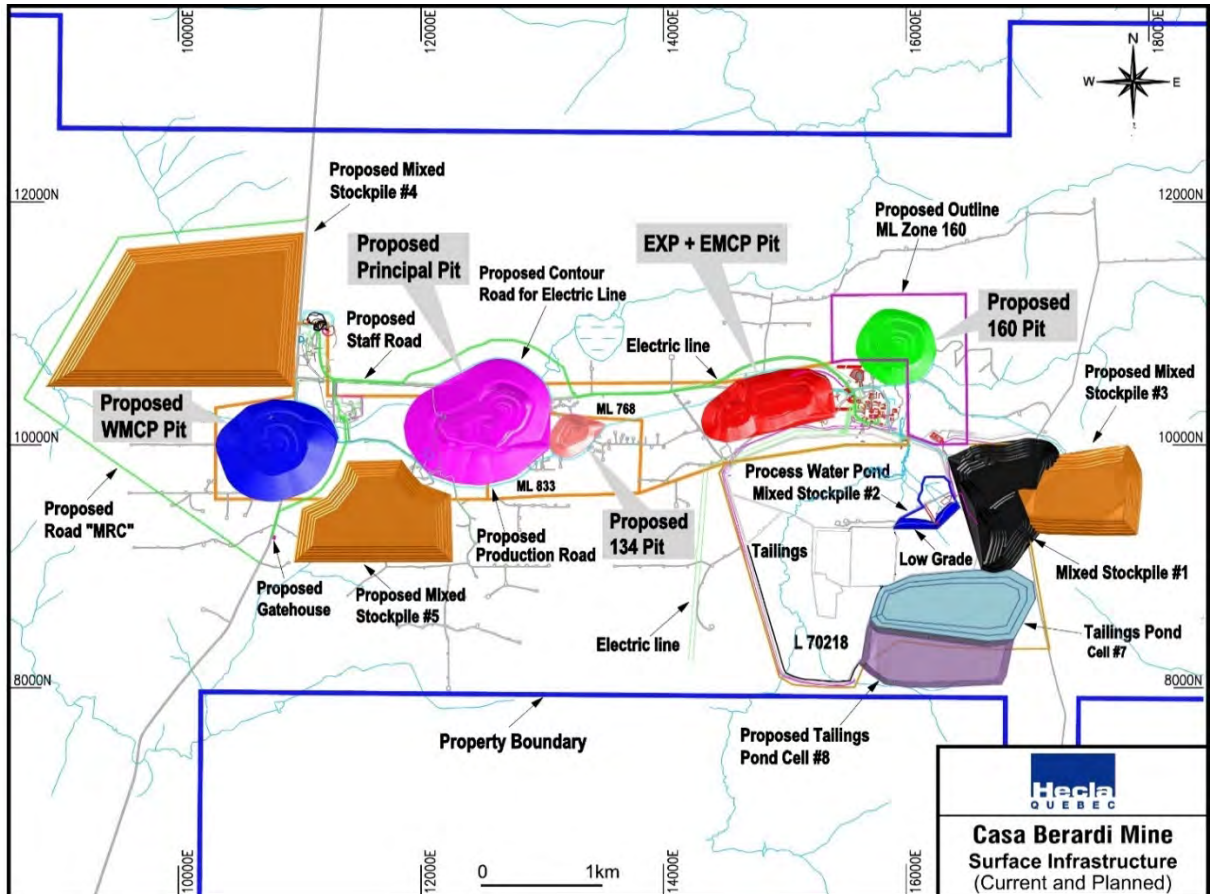 10000E
12000E
14000E
16000E
18000E
N
W
E
S
12000N
12000N
Proposed Mixed
Stockpile #4
Proposed
Principal Pit
Proposed Contour
Road for Electric Line
Proposed
Staff Road
EXP + EMCP Pit
Electric line
Proposed Outline
ML Zone 160
Proposed
160 Pit
Proposed Mixed
Stockpile #3
Proposed
WMCP Pit
ML 768
10000N
10000N
ML 833
Proposed
Road "MRC"
Proposed
Gatehouse
Proposed Mixed
Stockpile #5
Proposed
Production Road
Proposed
134 Pit
Process Water Pond
Mixed Stockpile #2
Tailings
Low Grade
Mixed Stockpile #1
Electric line
L 70218
Tailings Pond
Cell #7
8000N
8000N
Property Boundary
Proposed Tailings
Pond Cell #8
10000E
12000E
14000E
16000E
0 1km
Hecla
QUEBEC
Casa Berardi Mine
Surface Infrastructure
(Current and Planned)